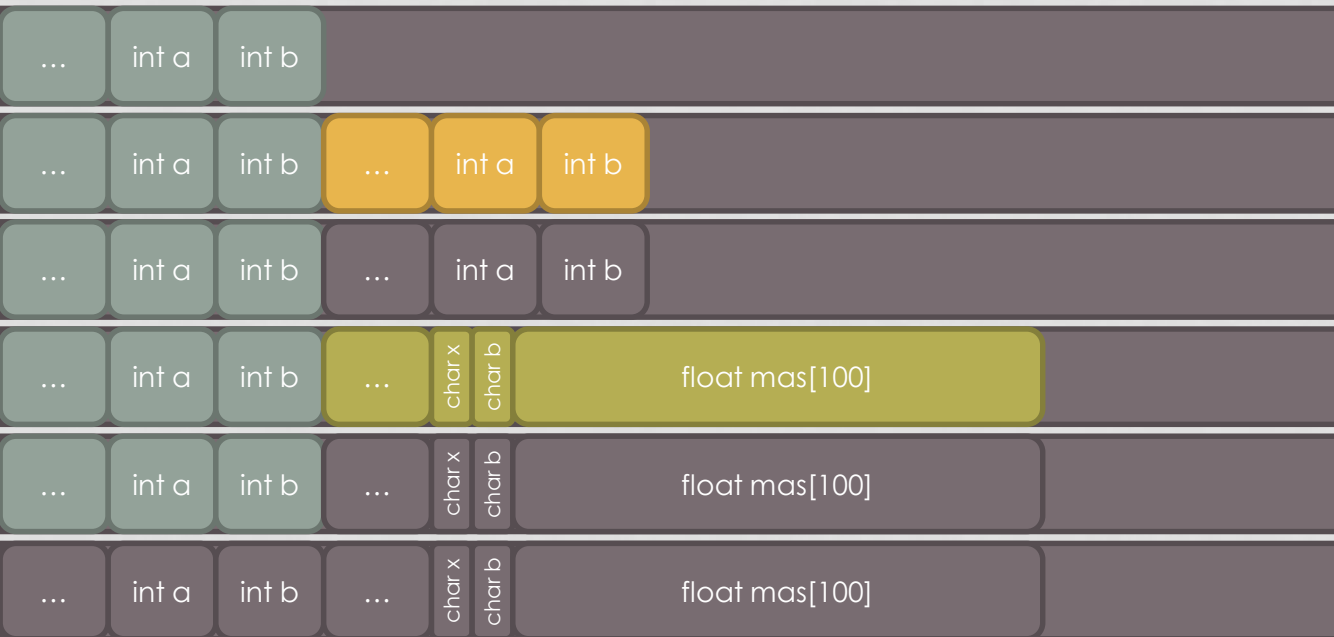 ... int a int b
... int a int b ... int a int b
... int a int b ... int a int b
... int a int b ... char x char b float mas[100]
... int a int b ... char x char b float mas[100]
... int a int b ... char x char b float mas[100]